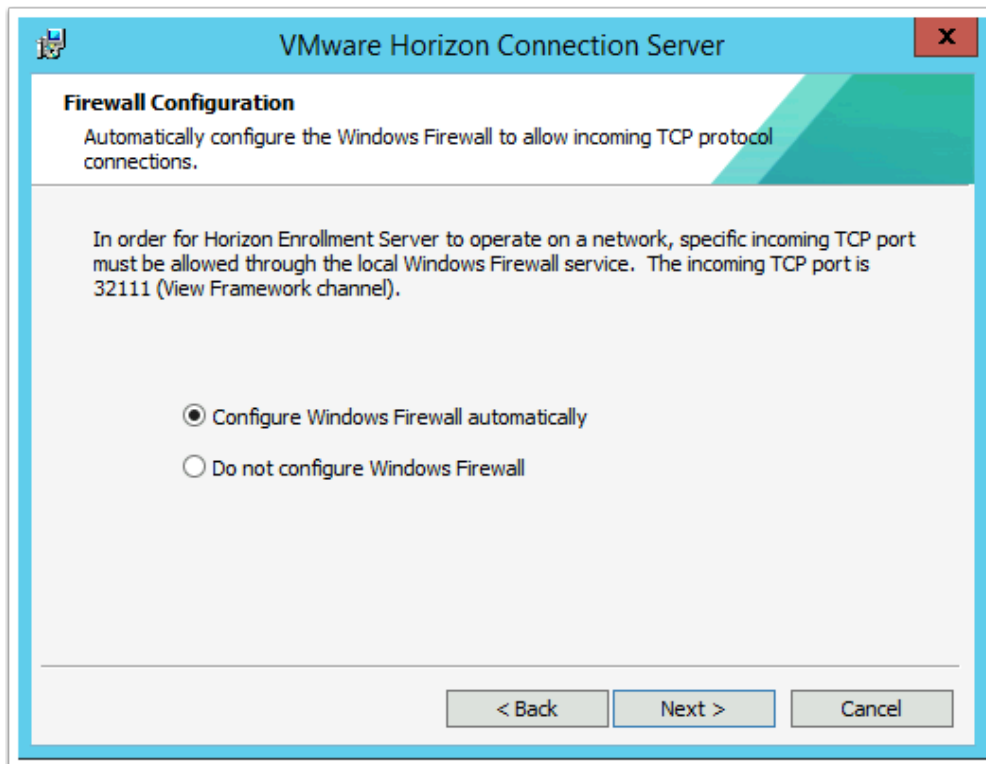 VMware Horizon Connection Server
x
Firewall Configuration
Automatically configure the Windows Firewall to allow incoming TCP protocol
connections.
In order for Horizon Enrollment Server to operate on a network, specific incoming TCP port
must be allowed through the local Windows Firewall service.  The incoming TCP port is
32111 (View Framework channel).
Configure Windows Firewall automatically
Do not configure Windows Firewall
< Back
Next >
Cancel